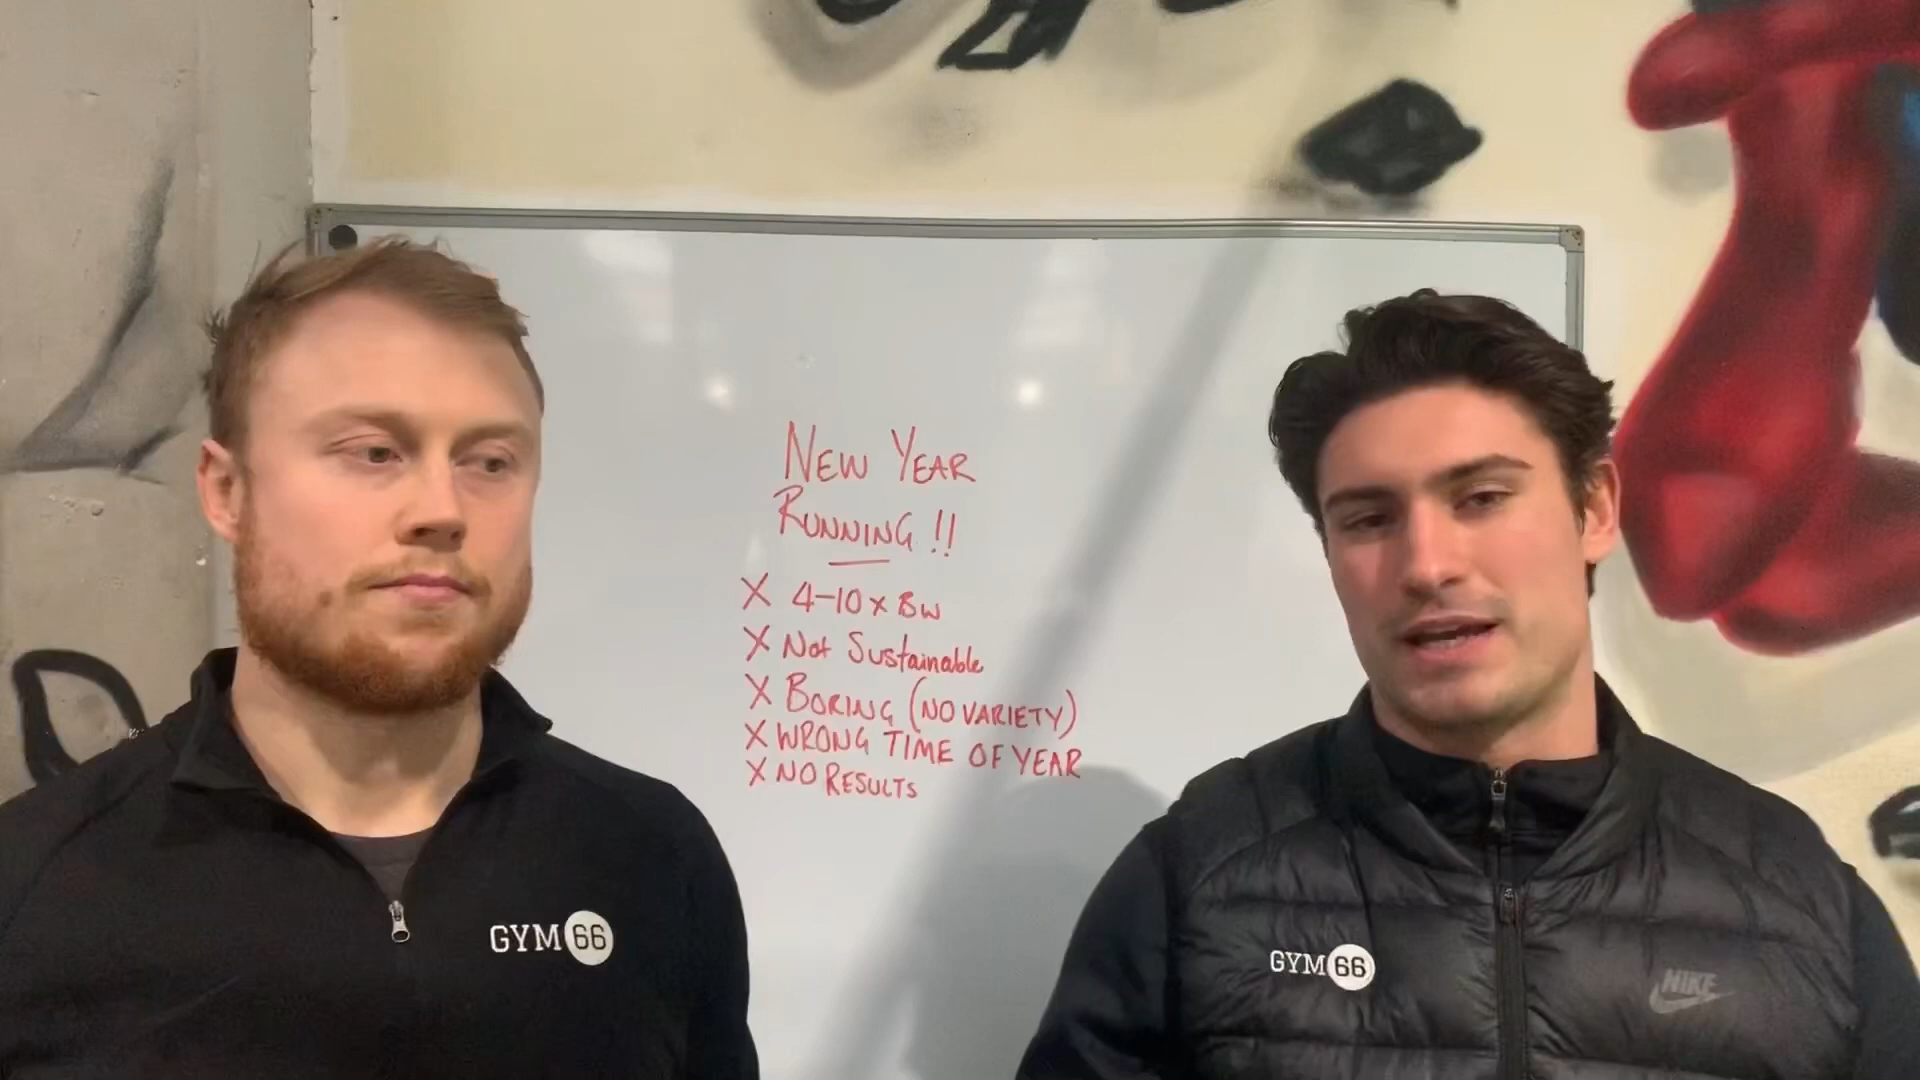 NEW YEAR
RUNNING !!
X 4-10 x BW
X Not Sustainable
X BORING (NO VARIETY)
X WRONG TIME OF YEAR
X NO RESULTS
GYM 66
GYM 66
NIKE